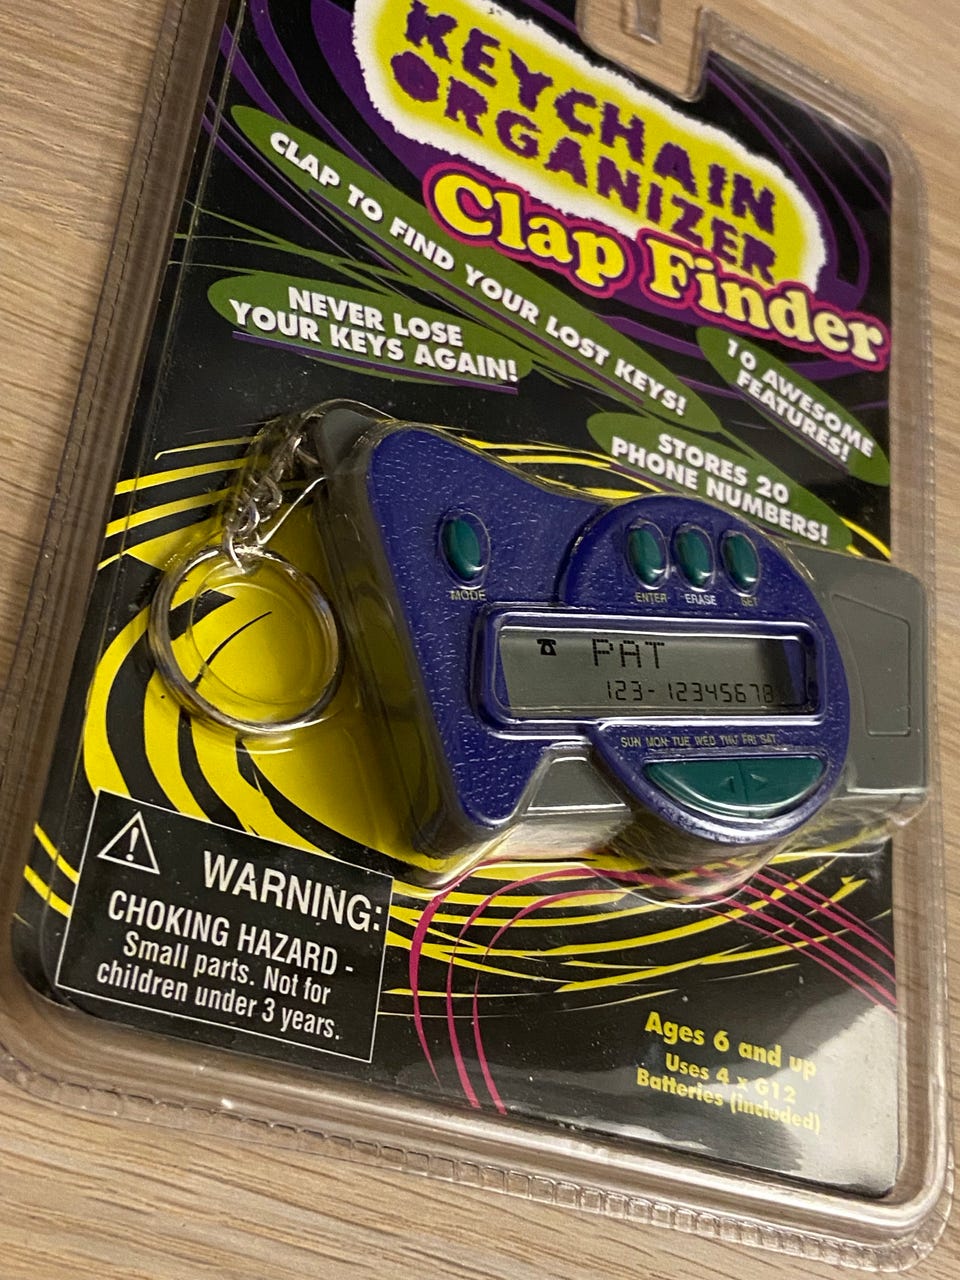 KEYCHAIN
ORGANIZER
Clap Finder
CLAP TO FIND YOUR LOST KEYS!
NEVER LOSE
YOUR KEYS AGAIN!
10 AWESOME
FEATURES!
STORES 20
PHONE NUMBERS!
MODE
ENTER ERASE SET
PAT
123-12345678
SUN MON TUE WED THU FRI SAT
WARNING:
CHOKING HAZARD -
Small parts. Not for
children under 3 years.
Ages 6 and up
Uses 4 x G12
Batteries (included)